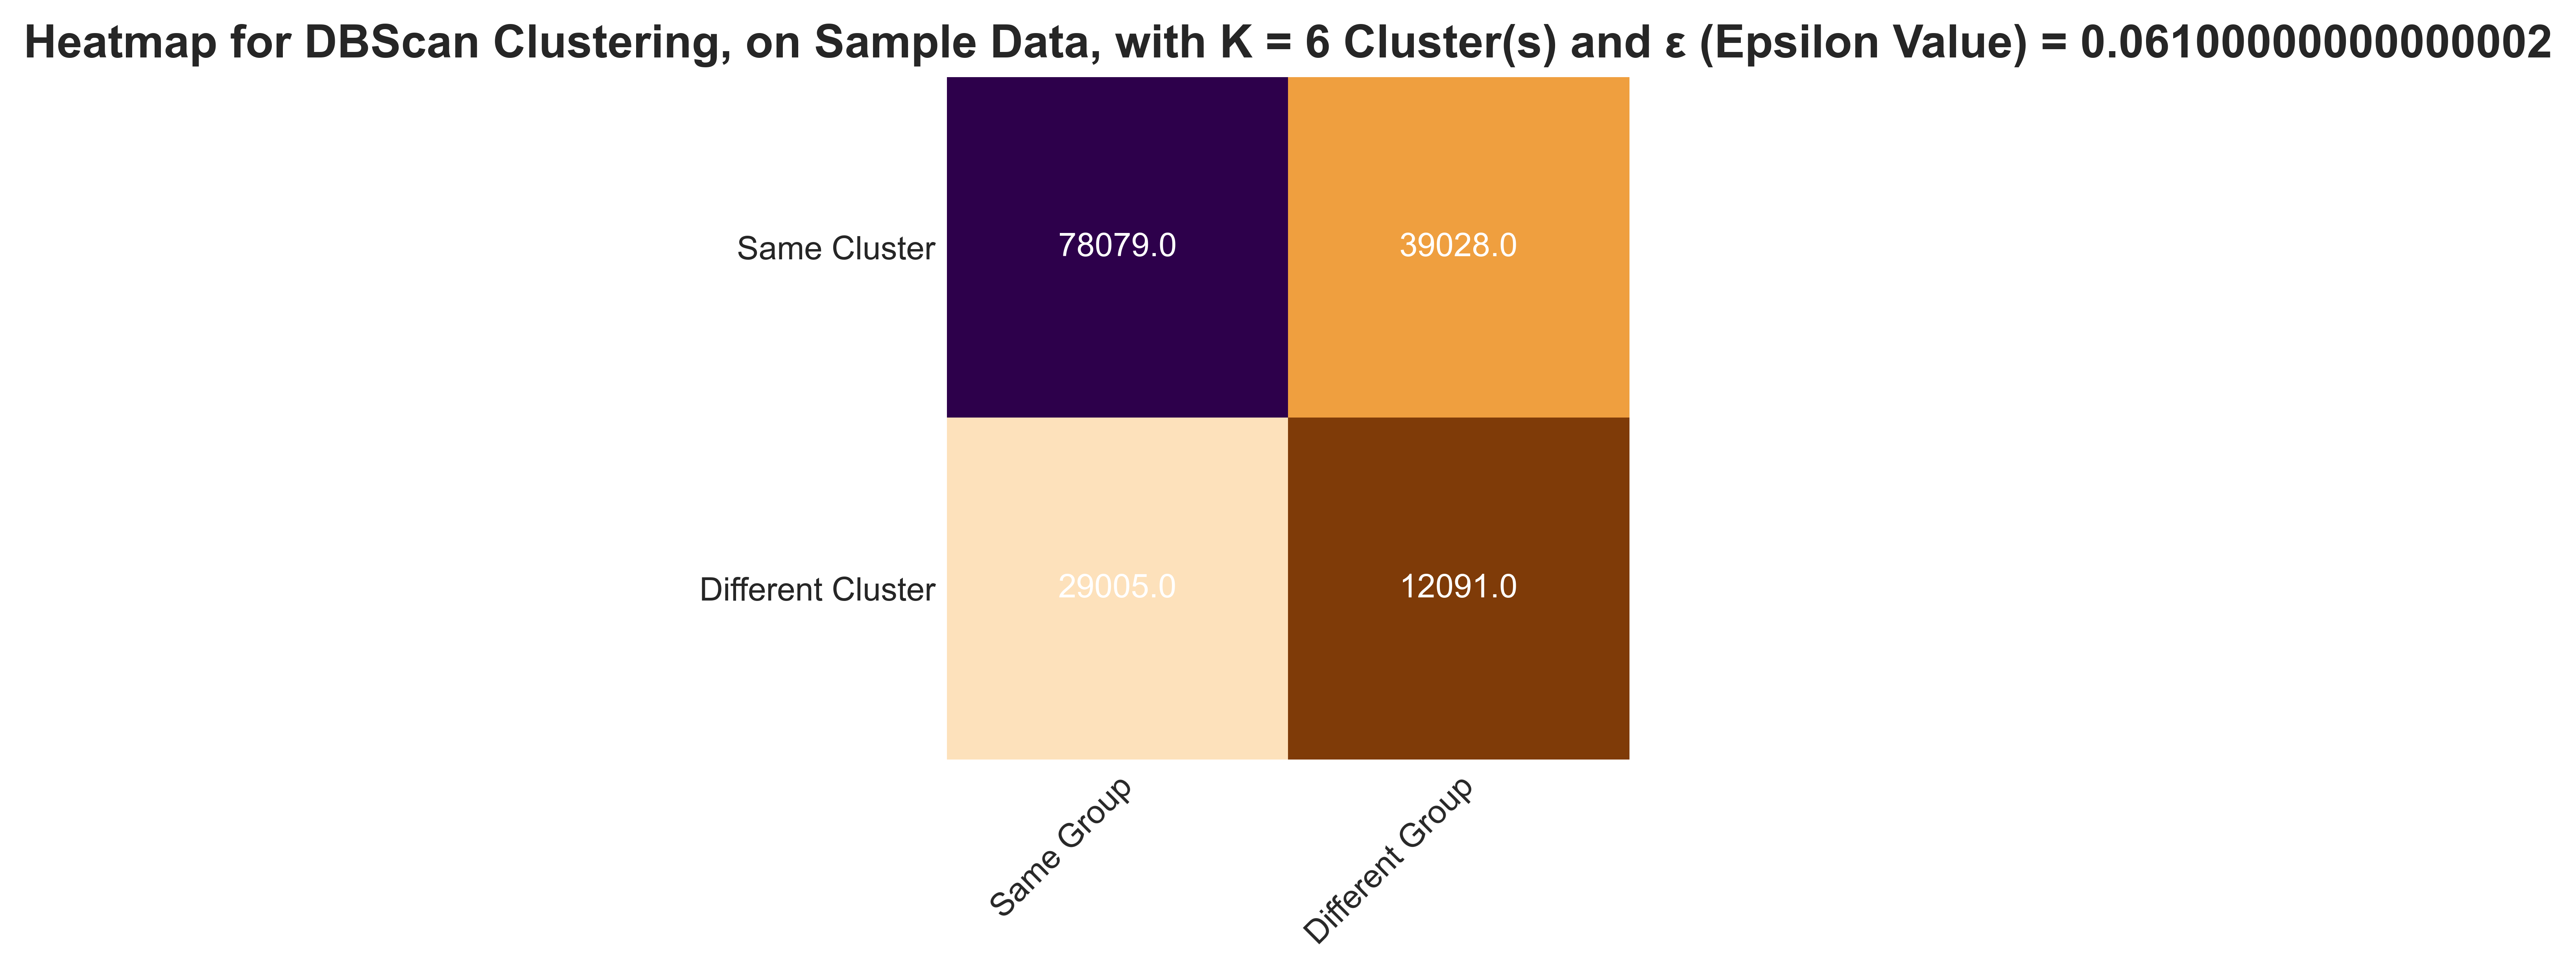 Heatmap for DBScan Clustering, on Sample Data, with K = 6 Cluster(s) and ε (Epsilon Value) = 0.06100000000000002
Same Cluster
78079.0
39028.0
Different Cluster
29005.0
12091.0
Same Group
Different Group